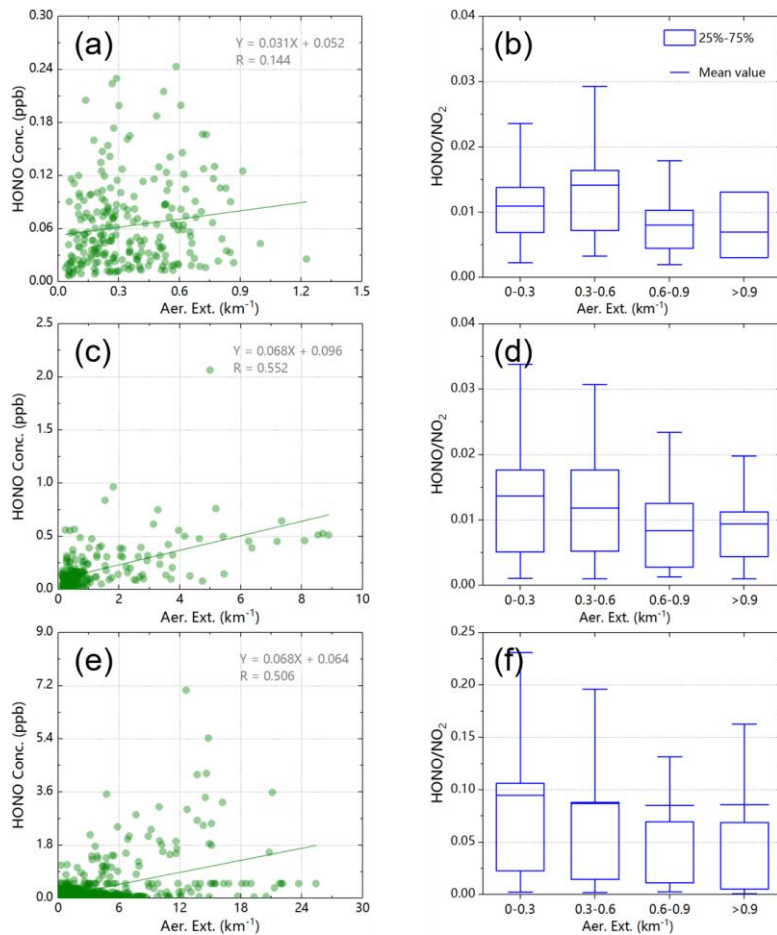 (a)
Y = 0.031X + 0.052
R = 0.144
HONO Conc. (ppb)
0.30
0.24
0.18
0.12
0.06
0.00
0.0 0.3 0.6 0.9 1.2 1.5
Aer. Ext. (km⁻¹)
(b)
25%-75%
Mean value
HONO/NO₂
0.04
0.03
0.02
0.01
0.00
0-0.3 0.3-0.6 0.6-0.9 >0.9
Aer. Ext. (km⁻¹)
(c)
Y = 0.068X + 0.096
R = 0.552
HONO Conc. (ppb)
2.5
2.0
1.5
1.0
0.5
0.0
0 2 4 6 8 10
Aer. Ext. (km⁻¹)
(d)
HONO/NO₂
0.04
0.03
0.02
0.01
0.00
0-0.3 0.3-0.6 0.6-0.9 >0.9
Aer. Ext. (km⁻¹)
(e)
Y = 0.068X + 0.064
R = 0.506
HONO Conc. (ppb)
9.0
7.2
5.4
3.6
1.8
0.0
0 6 12 18 24 30
Aer. Ext. (km⁻¹)
(f)
HONO/NO₂
0.25
0.20
0.15
0.10
0.05
0.00
0-0.3 0.3-0.6 0.6-0.9 >0.9
Aer. Ext. (km⁻¹)